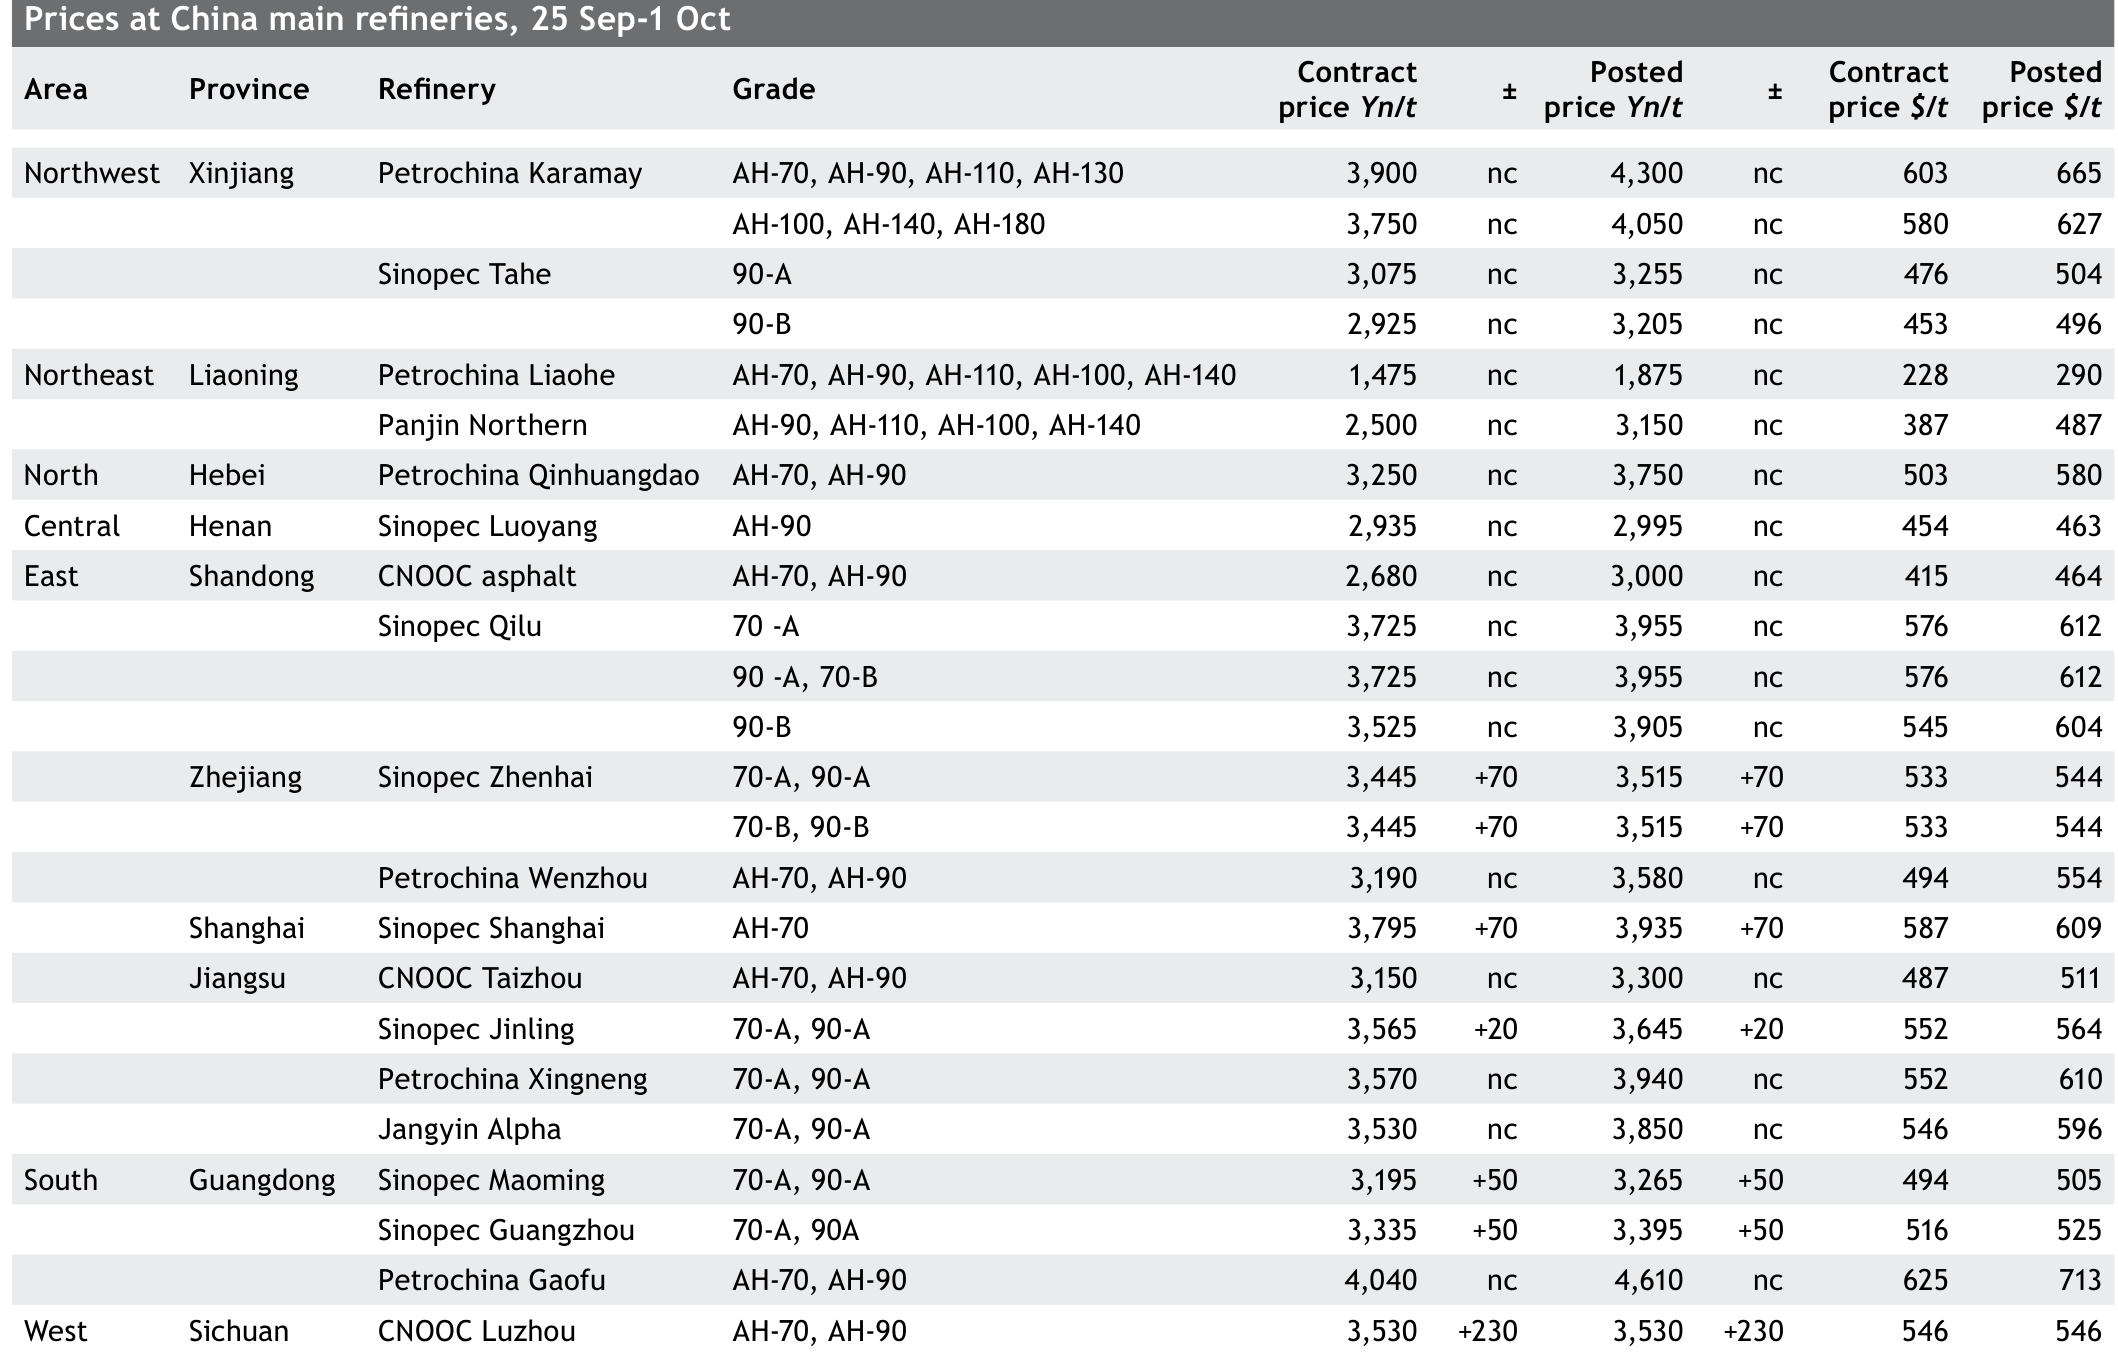 Prices at China main refineries, 25 Sep-1 Oct
Area Province Refinery Grade Contract price Yn/t ± Posted price Yn/t ± Contract price $/t Posted price $/t
Northwest Xinjiang Petrochina Karamay AH-70, AH-90, AH-110, AH-130 3,900 nc 4,300 nc 603 665
AH-100, AH-140, AH-180 3,750 nc 4,050 nc 580 627
Sinopec Tahe 90-A 3,075 nc 3,255 nc 476 504
90-B 2,925 nc 3,205 nc 453 496
Northeast Liaoning Petrochina Liaohe AH-70, AH-90, AH-110, AH-100, AH-140 1,475 nc 1,875 nc 228 290
Panjin Northern AH-90, AH-110, AH-100, AH-140 2,500 nc 3,150 nc 387 487
North Hebei Petrochina Qinhuangdao AH-70, AH-90 3,250 nc 3,750 nc 503 580
Central Henan Sinopec Luoyang AH-90 2,935 nc 2,995 nc 454 463
East Shandong CNOOC asphalt AH-70, AH-90 2,680 nc 3,000 nc 415 464
Sinopec Qilu 70 -A 3,725 nc 3,955 nc 576 612
90 -A, 70-B 3,725 nc 3,955 nc 576 612
90-B 3,525 nc 3,905 nc 545 604
Zhejiang Sinopec Zhenhai 70-A, 90-A 3,445 +70 3,515 +70 533 544
70-B, 90-B 3,445 +70 3,515 +70 533 544
Petrochina Wenzhou AH-70, AH-90 3,190 nc 3,580 nc 494 554
Shanghai Sinopec Shanghai AH-70 3,795 +70 3,935 +70 587 609
Jiangsu CNOOC Taizhou AH-70, AH-90 3,150 nc 3,300 nc 487 511
Sinopec Jinling 70-A, 90-A 3,565 +20 3,645 +20 552 564
Petrochina Xingneng 70-A, 90-A 3,570 nc 3,940 nc 552 610
Jangyin Alpha 70-A, 90-A 3,530 nc 3,850 nc 546 596
South Guangdong Sinopec Maoming 70-A, 90-A 3,195 +50 3,265 +50 494 505
Sinopec Guangzhou 70-A, 90A 3,335 +50 3,395 +50 516 525
Petrochina Gaofu AH-70, AH-90 4,040 nc 4,610 nc 625 713
West Sichuan CNOOC Luzhou AH-70, AH-90 3,530 +230 3,530 +230 546 546